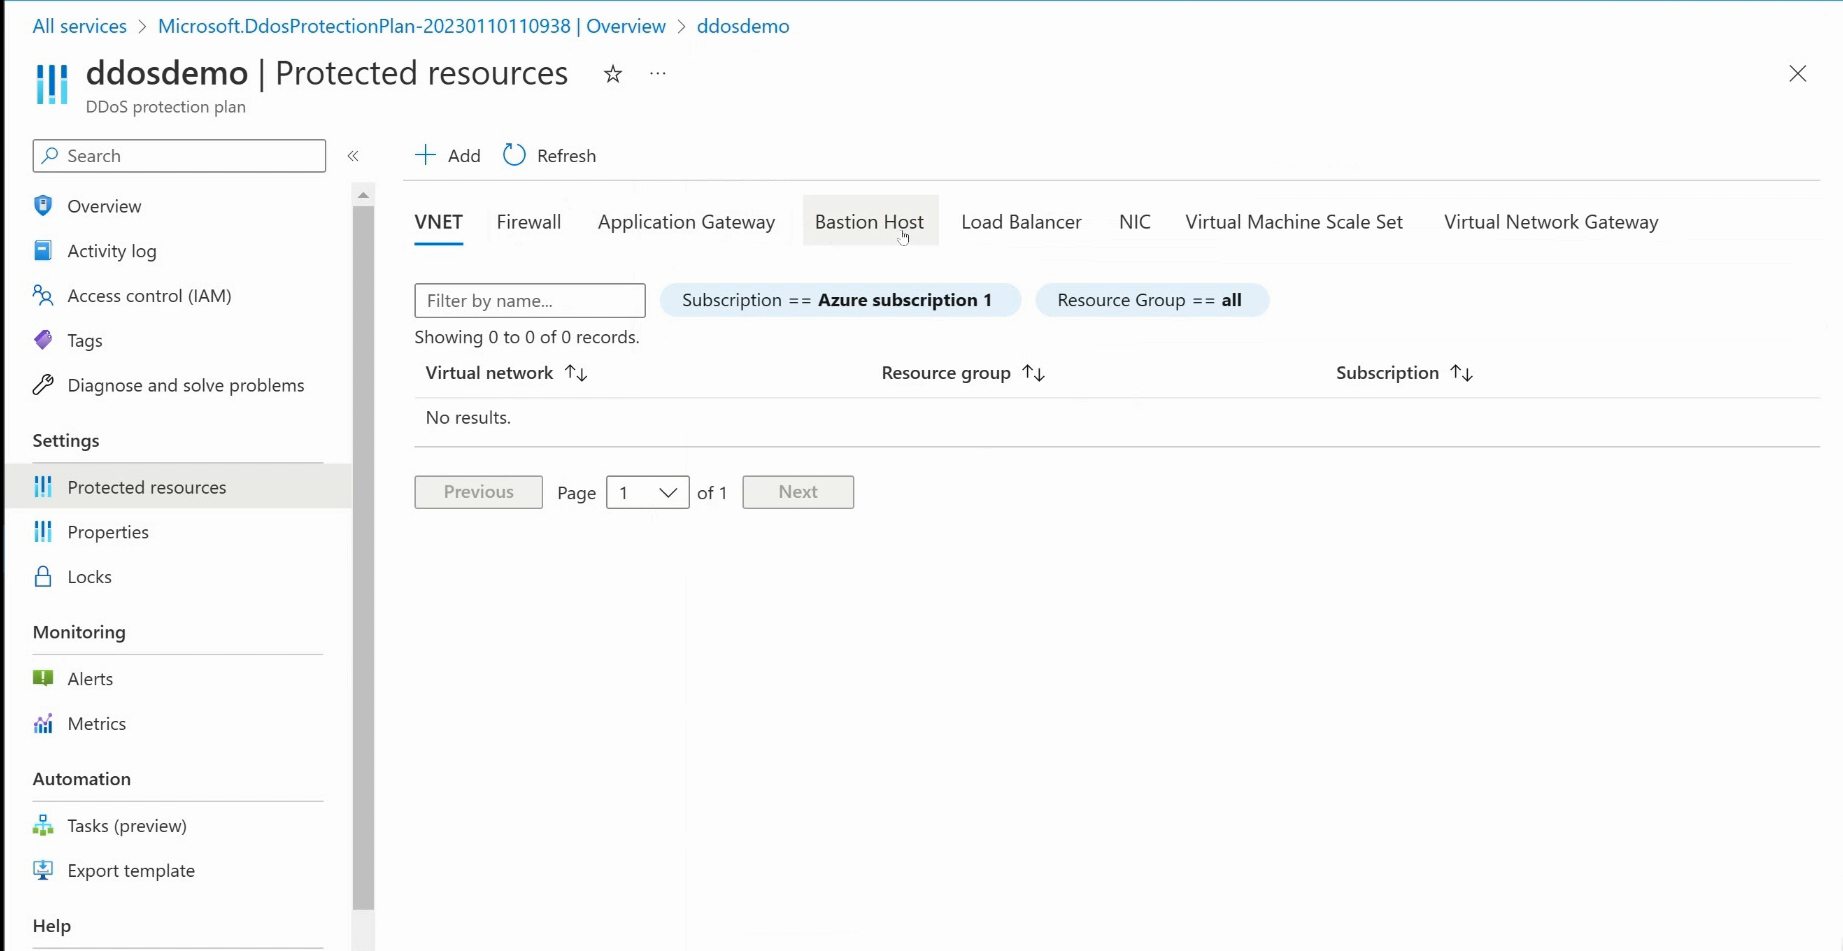 All services > Microsoft.DdosProtectionPlan-20230110110938 | Overview > ddosdemo
ddosdemo | Protected resources
DDoS protection plan
Search
Overview
Activity log
Access control (IAM)
Tags
Diagnose and solve problems
Settings
Protected resources
Properties
Locks
Monitoring
Alerts
Metrics
Automation
Tasks (preview)
Export template
Help
Add Refresh
VNET Firewall Application Gateway Bastion Host Load Balancer NIC Virtual Machine Scale Set Virtual Network Gateway
Filter by name... Subscription == Azure subscription 1 Resource Group == all
Showing 0 to 0 of 0 records.
Virtual network Resource group Subscription
No results.
Previous Page 1 of 1 Next